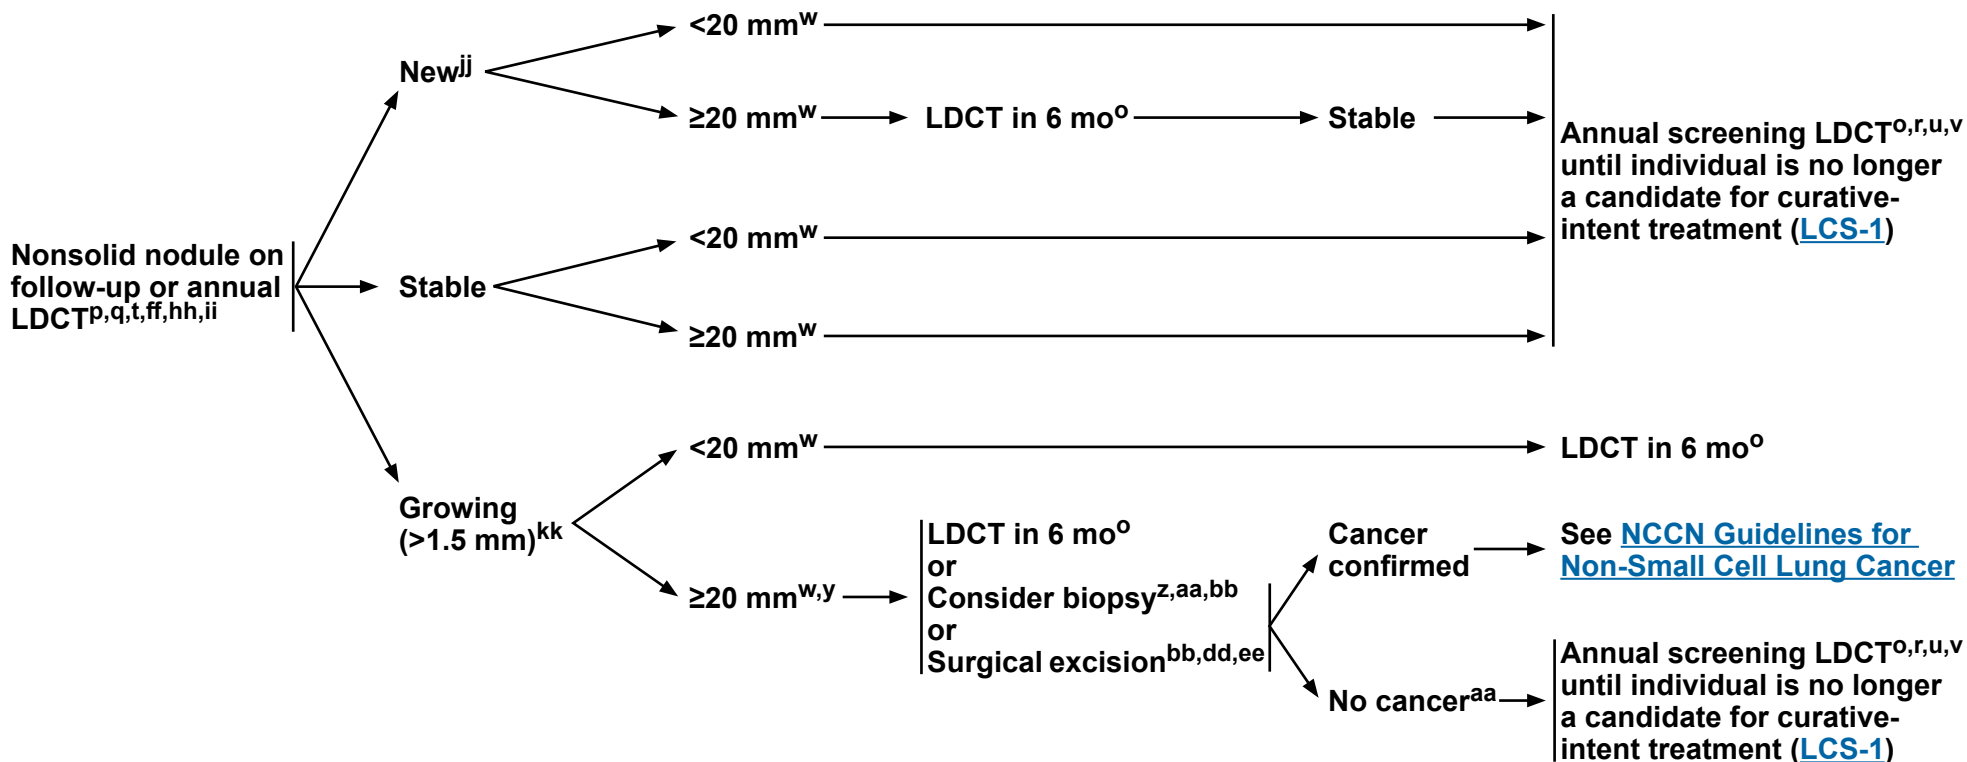 Nonsolid nodule on
follow-up or annual
LDCTp,q,t,ff,hh,ii
Newjj
<20 mmw
≥20 mmw
LDCT in 6 moo
Stable
Stable
<20 mmw
≥20 mmw
Annual screening LDCTo,r,u,v
until individual is no longer
a candidate for curative-
intent treatment (LCS-1)
Growing
(>1.5 mm)kk
<20 mmw
LDCT in 6 moo
≥20 mmw,y
LDCT in 6 moo
or
Consider biopsyz,aa,bb
or
Surgical excisionbb,dd,ee
Cancer
confirmed
See NCCN Guidelines for
Non-Small Cell Lung Cancer
No canceraa
Annual screening LDCTo,r,u,v
until individual is no longer
a candidate for curative-
intent treatment (LCS-1)